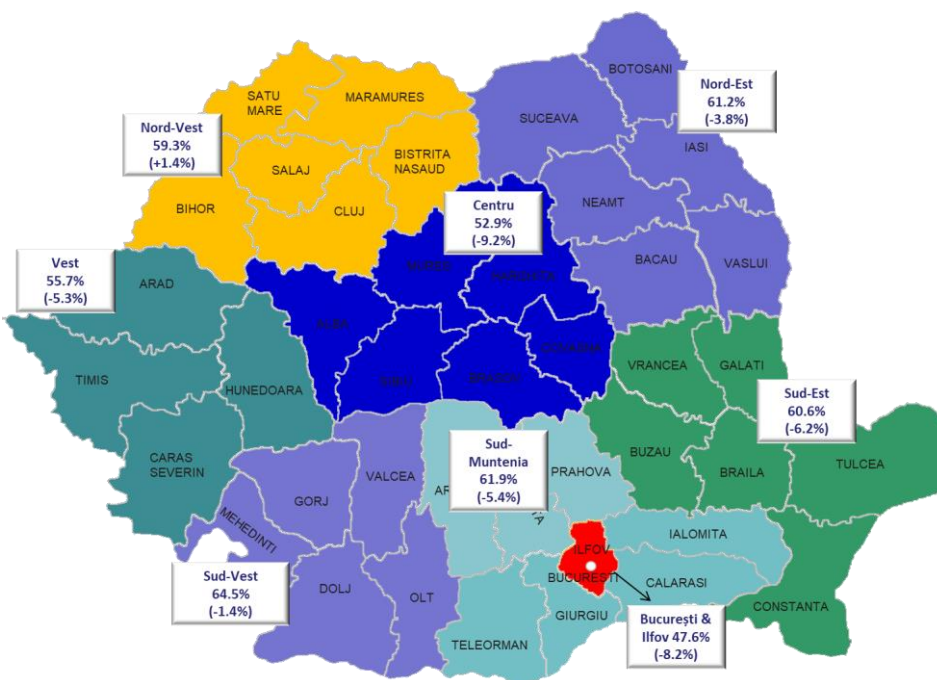 BOTOSANI
SATU
MARE
MARAMURES
Nord-Est
61.2%
(-3.8%)
SUCEAVA
Nord-Vest
59.3%
(+1.4%)
IASI
SALAJ
BISTRITA
NASAUD
BIHOR
CLUJ
Centru
52.9%
(-9.2%)
NEAMT
BACAU
VASLUI
Vest
55.7%
(-5.3%)
ARAD
MURES
HARGHITA
ALBA
COVASNA
VRANCEA
GALATI
TIMIS
HUNEDOARA
SIBIU
BRASOV
Sud-Est
60.6%
(-6.2%)
CARAS
SEVERIN
VALCEA
Sud-
Muntenia
61.9%
(-5.4%)
PRAHOVA
BUZAU
BRAILA
TULCEA
GORJ
MEHEDINTI
IALOMITA
ILFOV
BUCURESTI
CALARASI
Sud-Vest
64.5%
(-1.4%)
DOLJ
OLT
GIURGIU
CONSTANTA
TELEORMAN
București &
Ilfov 47.6%
(-8.2%)